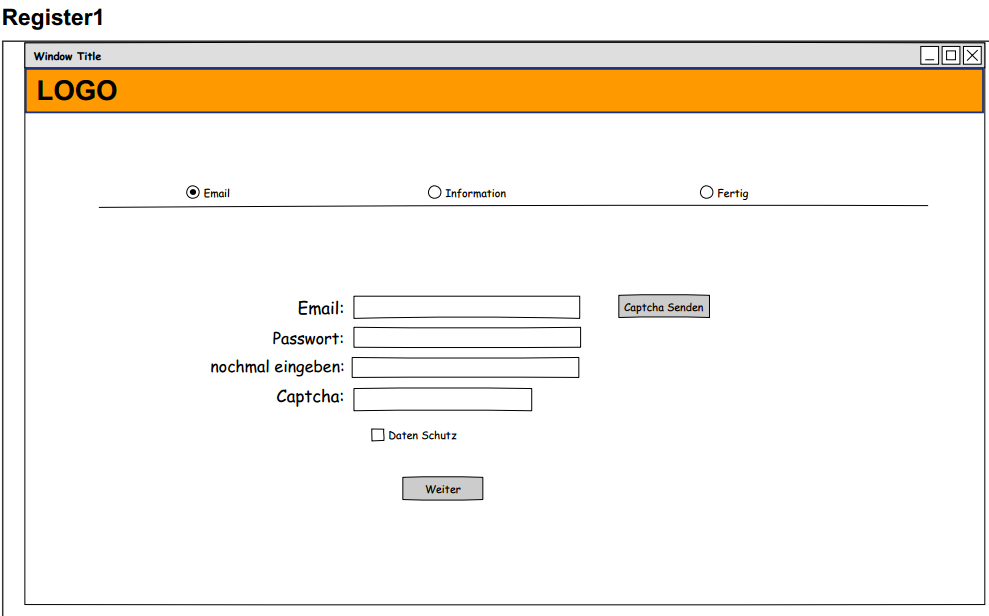 Register1
Window Title
LOGO
Email Information Fertig
Email: Captcha Senden
Passwort:
nochmal eingeben:
Captcha:
Daten Schutz
Weiter